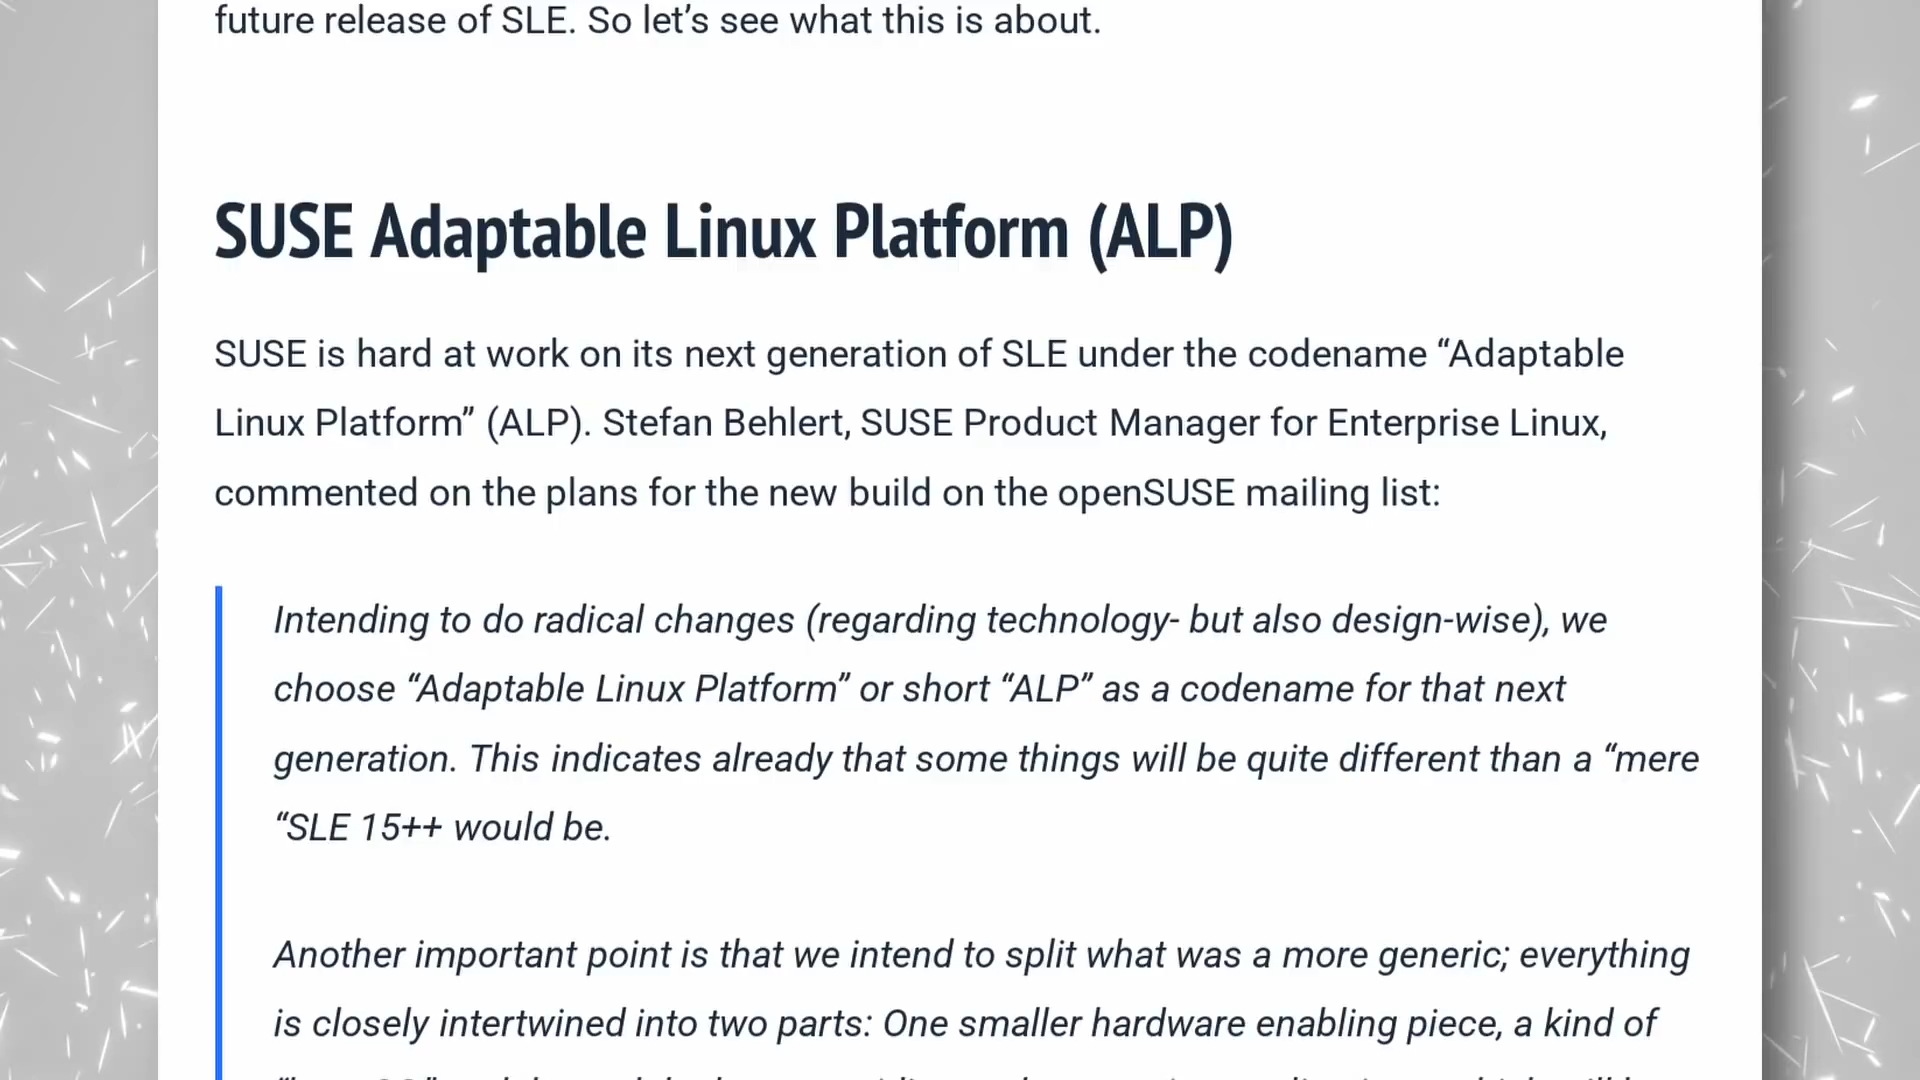 future release of SLE. So let’s see what this is about.
SUSE Adaptable Linux Platform (ALP)
SUSE is hard at work on its next generation of SLE under the codename “Adaptable
Linux Platform” (ALP). Stefan Behlert, SUSE Product Manager for Enterprise Linux,
commented on the plans for the new build on the openSUSE mailing list:
Intending to do radical changes (regarding technology- but also design-wise), we
choose “Adaptable Linux Platform” or short “ALP” as a codename for that next
generation. This indicates already that some things will be quite different than a “mere
“SLE 15++ would be.
Another important point is that we intend to split what was a more generic; everything
is closely intertwined into two parts: One smaller hardware enabling piece, a kind of